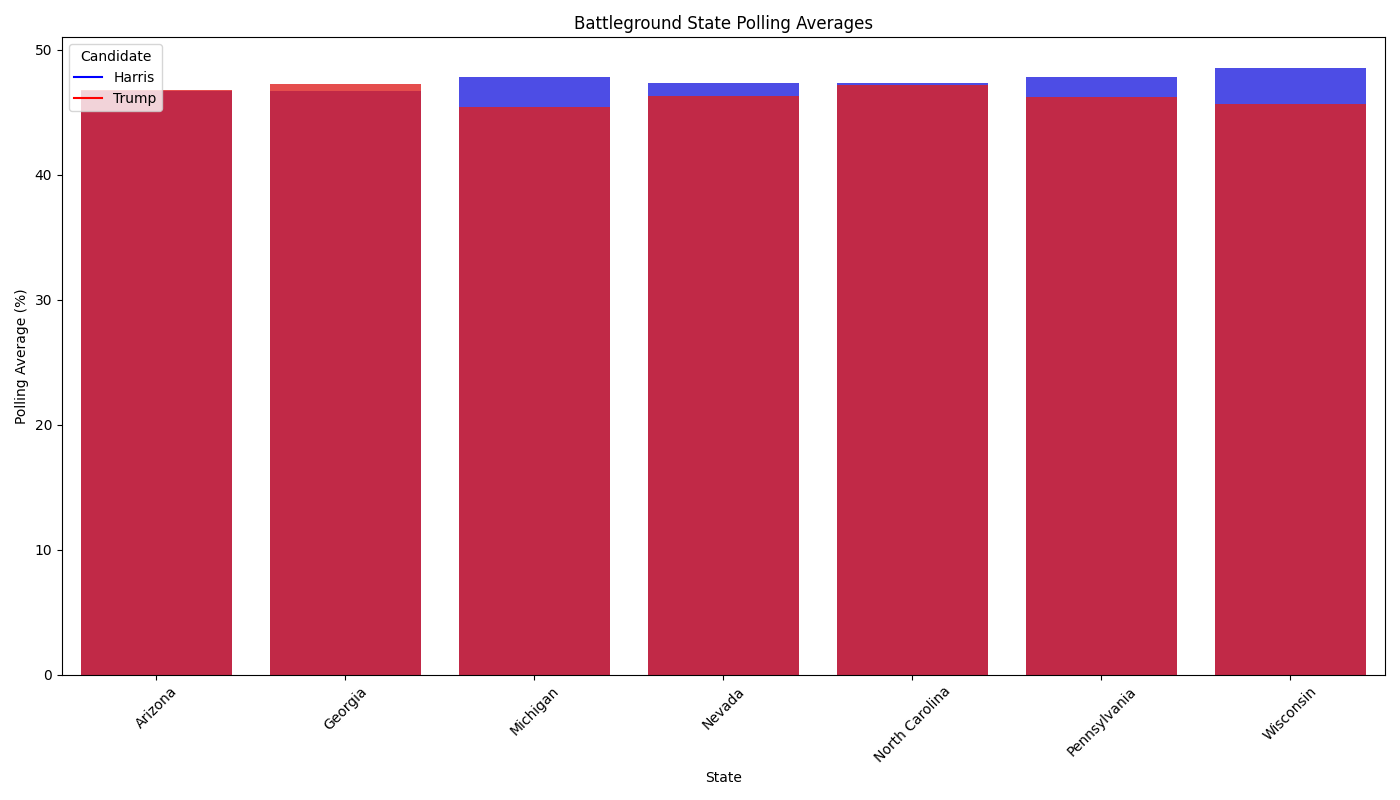 Battleground State Polling Averages
Candidate
Harris
Trump
Polling Average (%)
50
40
30
20
10
0
Arizona
Georgia
Michigan
Nevada
North Carolina
Pennsylvania
Wisconsin
State